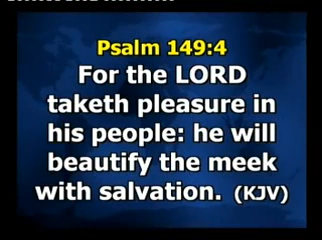 Psalm 149:4
For the LORD
taketh pleasure in
his people: he will
beautify the meek
with salvation. (KJV)